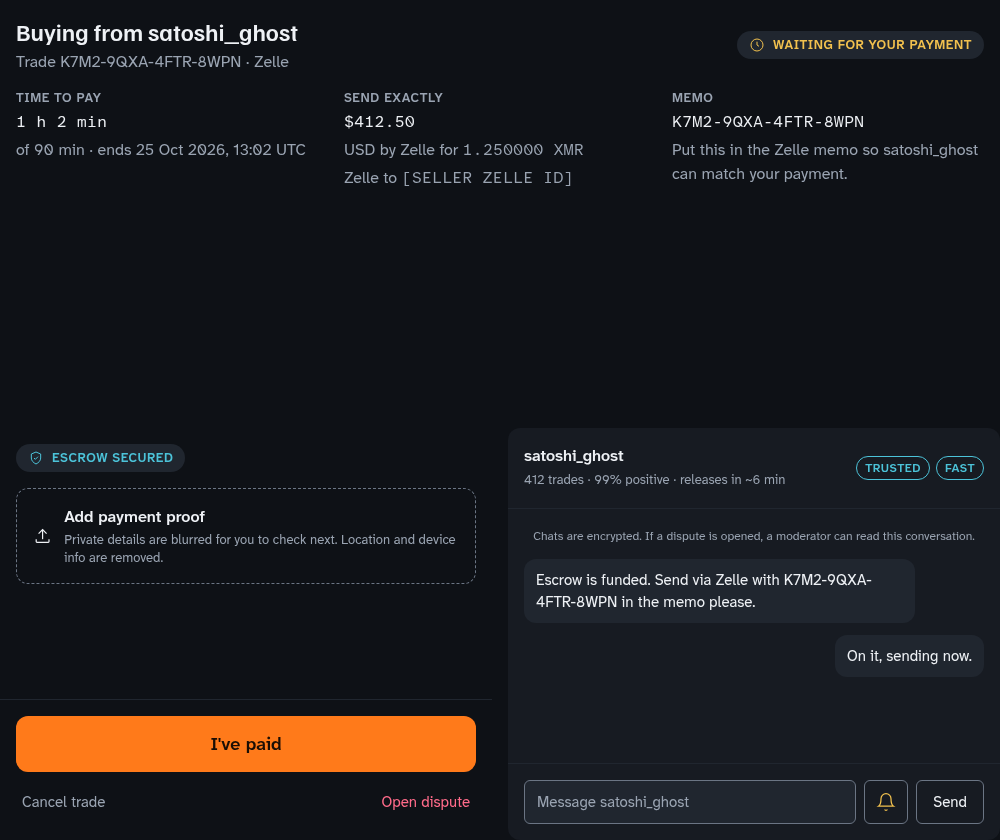 Buying from satoshi_ghost
Trade K7M2-9QXA-4FTR-8WPN · Zelle
WAITING FOR YOUR PAYMENT
TIME TO PAY
1 h 2 min
of 90 min · ends 25 Oct 2026, 13:02 UTC
SEND EXACTLY
$412.50
USD by Zelle for 1.250000 XMR
Zelle to [SELLER ZELLE ID]
MEMO
K7M2-9QXA-4FTR-8WPN
Put this in the Zelle memo so satoshi_ghost
can match your payment.
ESCROW SECURED
Add payment proof
Private details are blurred for you to check next. Location and device
info are removed.
I've paid
Cancel trade
Open dispute
satoshi_ghost
412 trades · 99% positive · releases in ~6 min
TRUSTED
FAST
Chats are encrypted. If a dispute is opened, a moderator can read this conversation.
Escrow is funded. Send via Zelle with K7M2-9QXA-
4FTR-8WPN in the memo please.
On it, sending now.
Message satoshi_ghost
Send